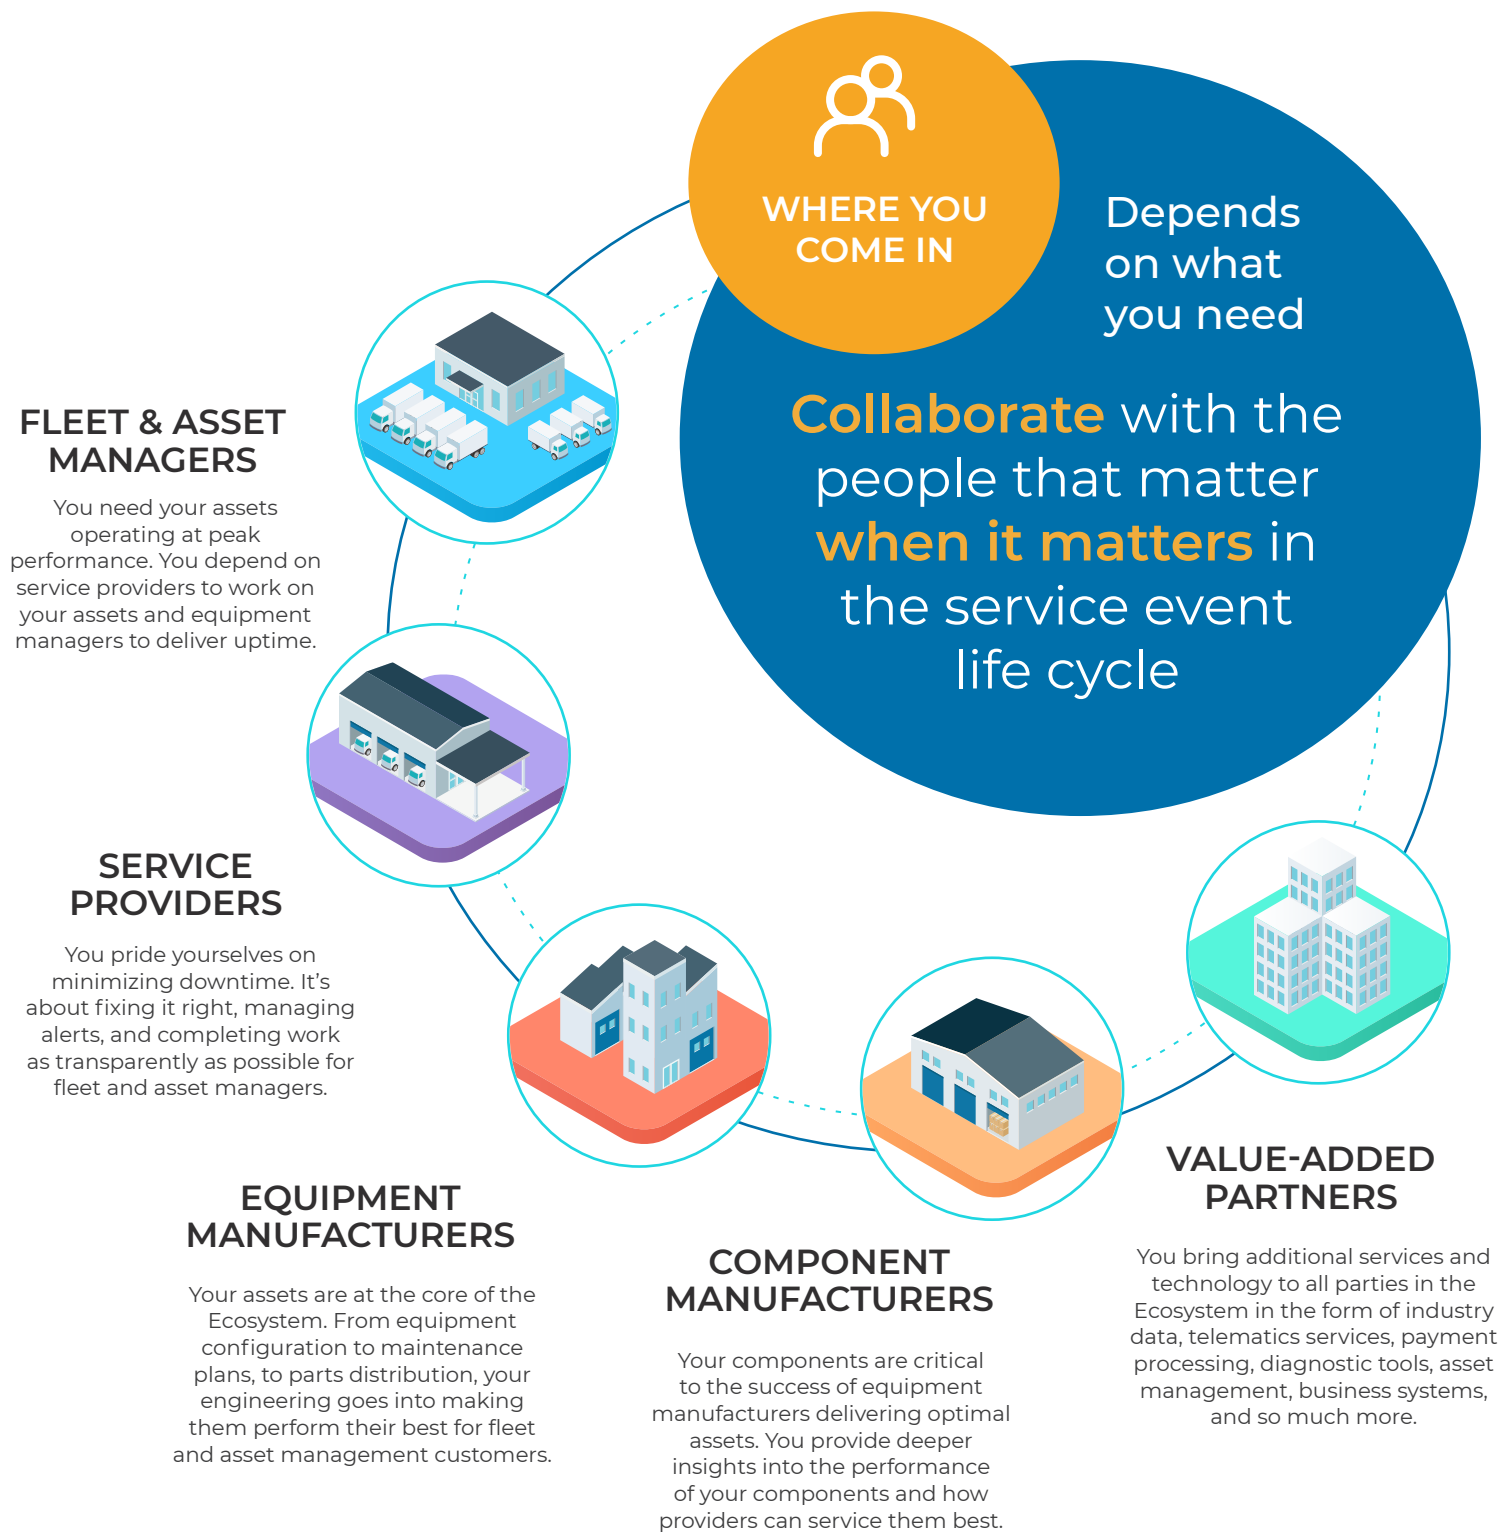 WHERE YOU
COME IN
Depends
on what
you need
Collaborate with the
people that matter
when it matters in
the service event
life cycle
FLEET & ASSET
MANAGERS
You need your assets
operating at peak
performance. You depend on
service providers to work on
your assets and equipment
managers to deliver uptime.
SERVICE
PROVIDERS
You pride yourselves on
minimizing downtime. It’s
about fixing it right, managing
alerts, and completing work
as transparently as possible for
fleet and asset managers.
EQUIPMENT
MANUFACTURERS
Your assets are at the core of the
Ecosystem. From equipment
configuration to maintenance
plans, to parts distribution, your
engineering goes into making
them perform their best for fleet
and asset management customers.
COMPONENT
MANUFACTURERS
Your components are critical
to the success of equipment
manufacturers delivering optimal
assets. You provide deeper
insights into the performance
of your components and how
providers can service them best.
VALUE-ADDED
PARTNERS
You bring additional services and
technology to all parties in the
Ecosystem in the form of industry
data, telematics services, payment
processing, diagnostic tools, asset
management, business systems,
and so much more.